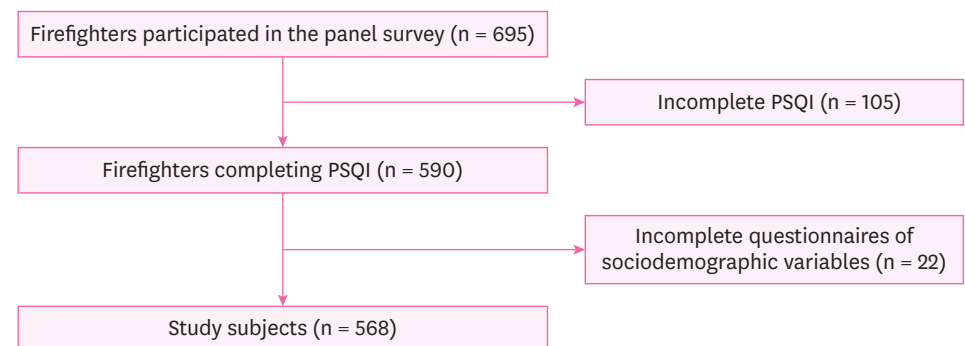 Firefighters participated in the panel survey (n = 695)
Incomplete PSQI (n = 105)
Firefighters completing PSQI (n = 590)
Incomplete questionnaires of
sociodemographic variables (n = 22)
Study subjects (n = 568)